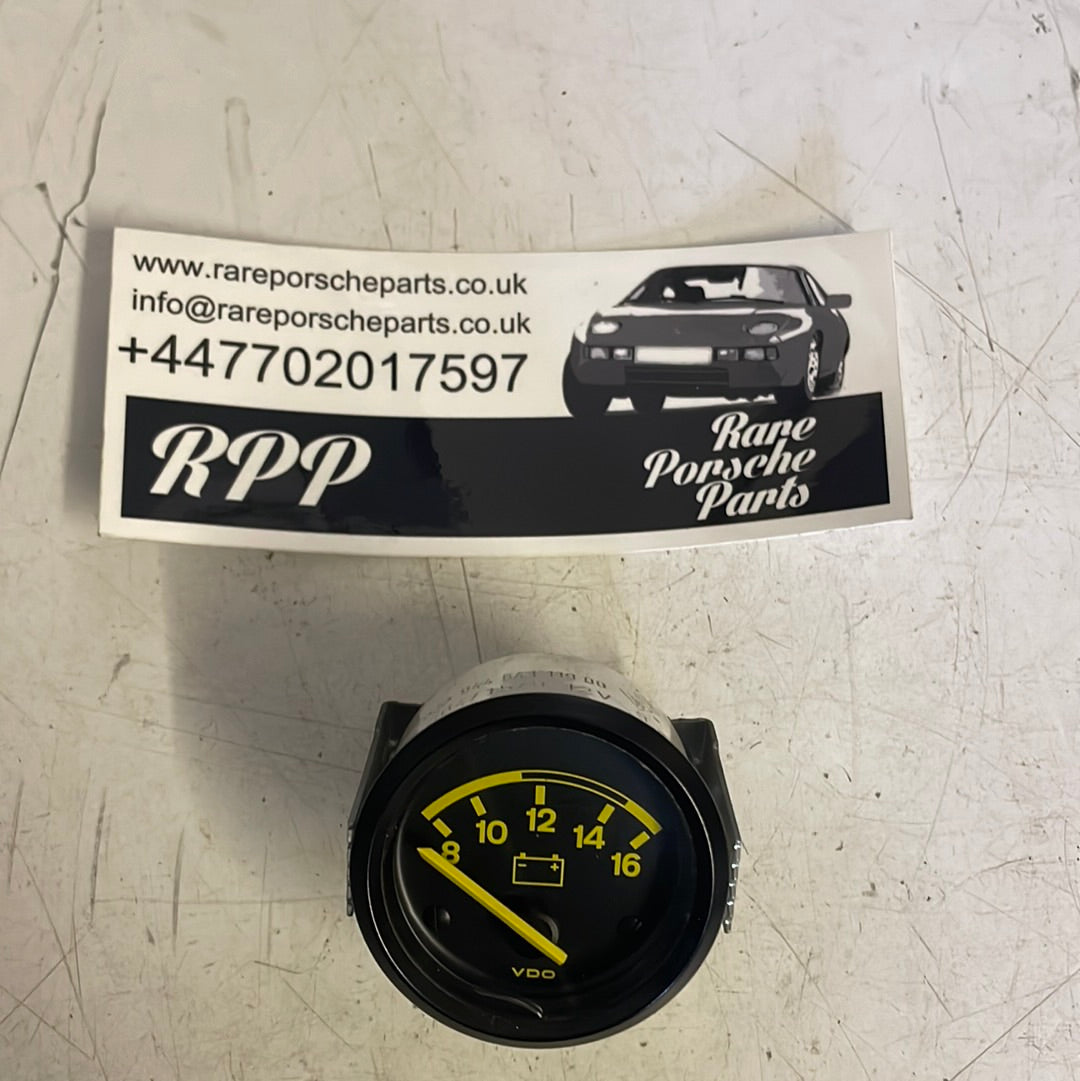 www.rareporscheparts.co.uk
info@rareporscheparts.co.uk
+447702017597
RPP
Rare
Porsche
Parts
12V
8 10 12 14 16
- +
VDO